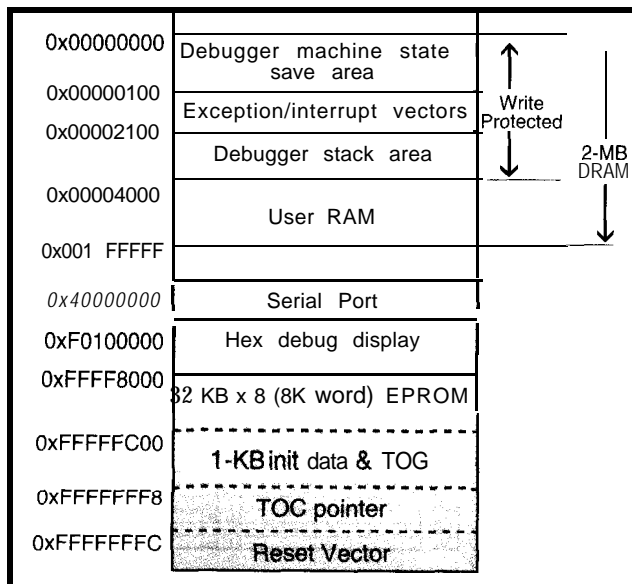 0x00000000
Debugger machine state
save area
0x00000100
Exception/interrupt vectors
0x00002100
Debugger stack area
Write
Protected
2-MB
DRAM
0x00004000
User RAM
0x001 FFFFF
0x40000000
Serial Port
0xF0100000
Hex debug display
0xFFFF8000
32 KB x 8 (8K word) EPROM
0xFFFFFC00
1-KB init data & TOG
0xFFFFFFF8
TOC pointer
0xFFFFFFFC
Reset Vector